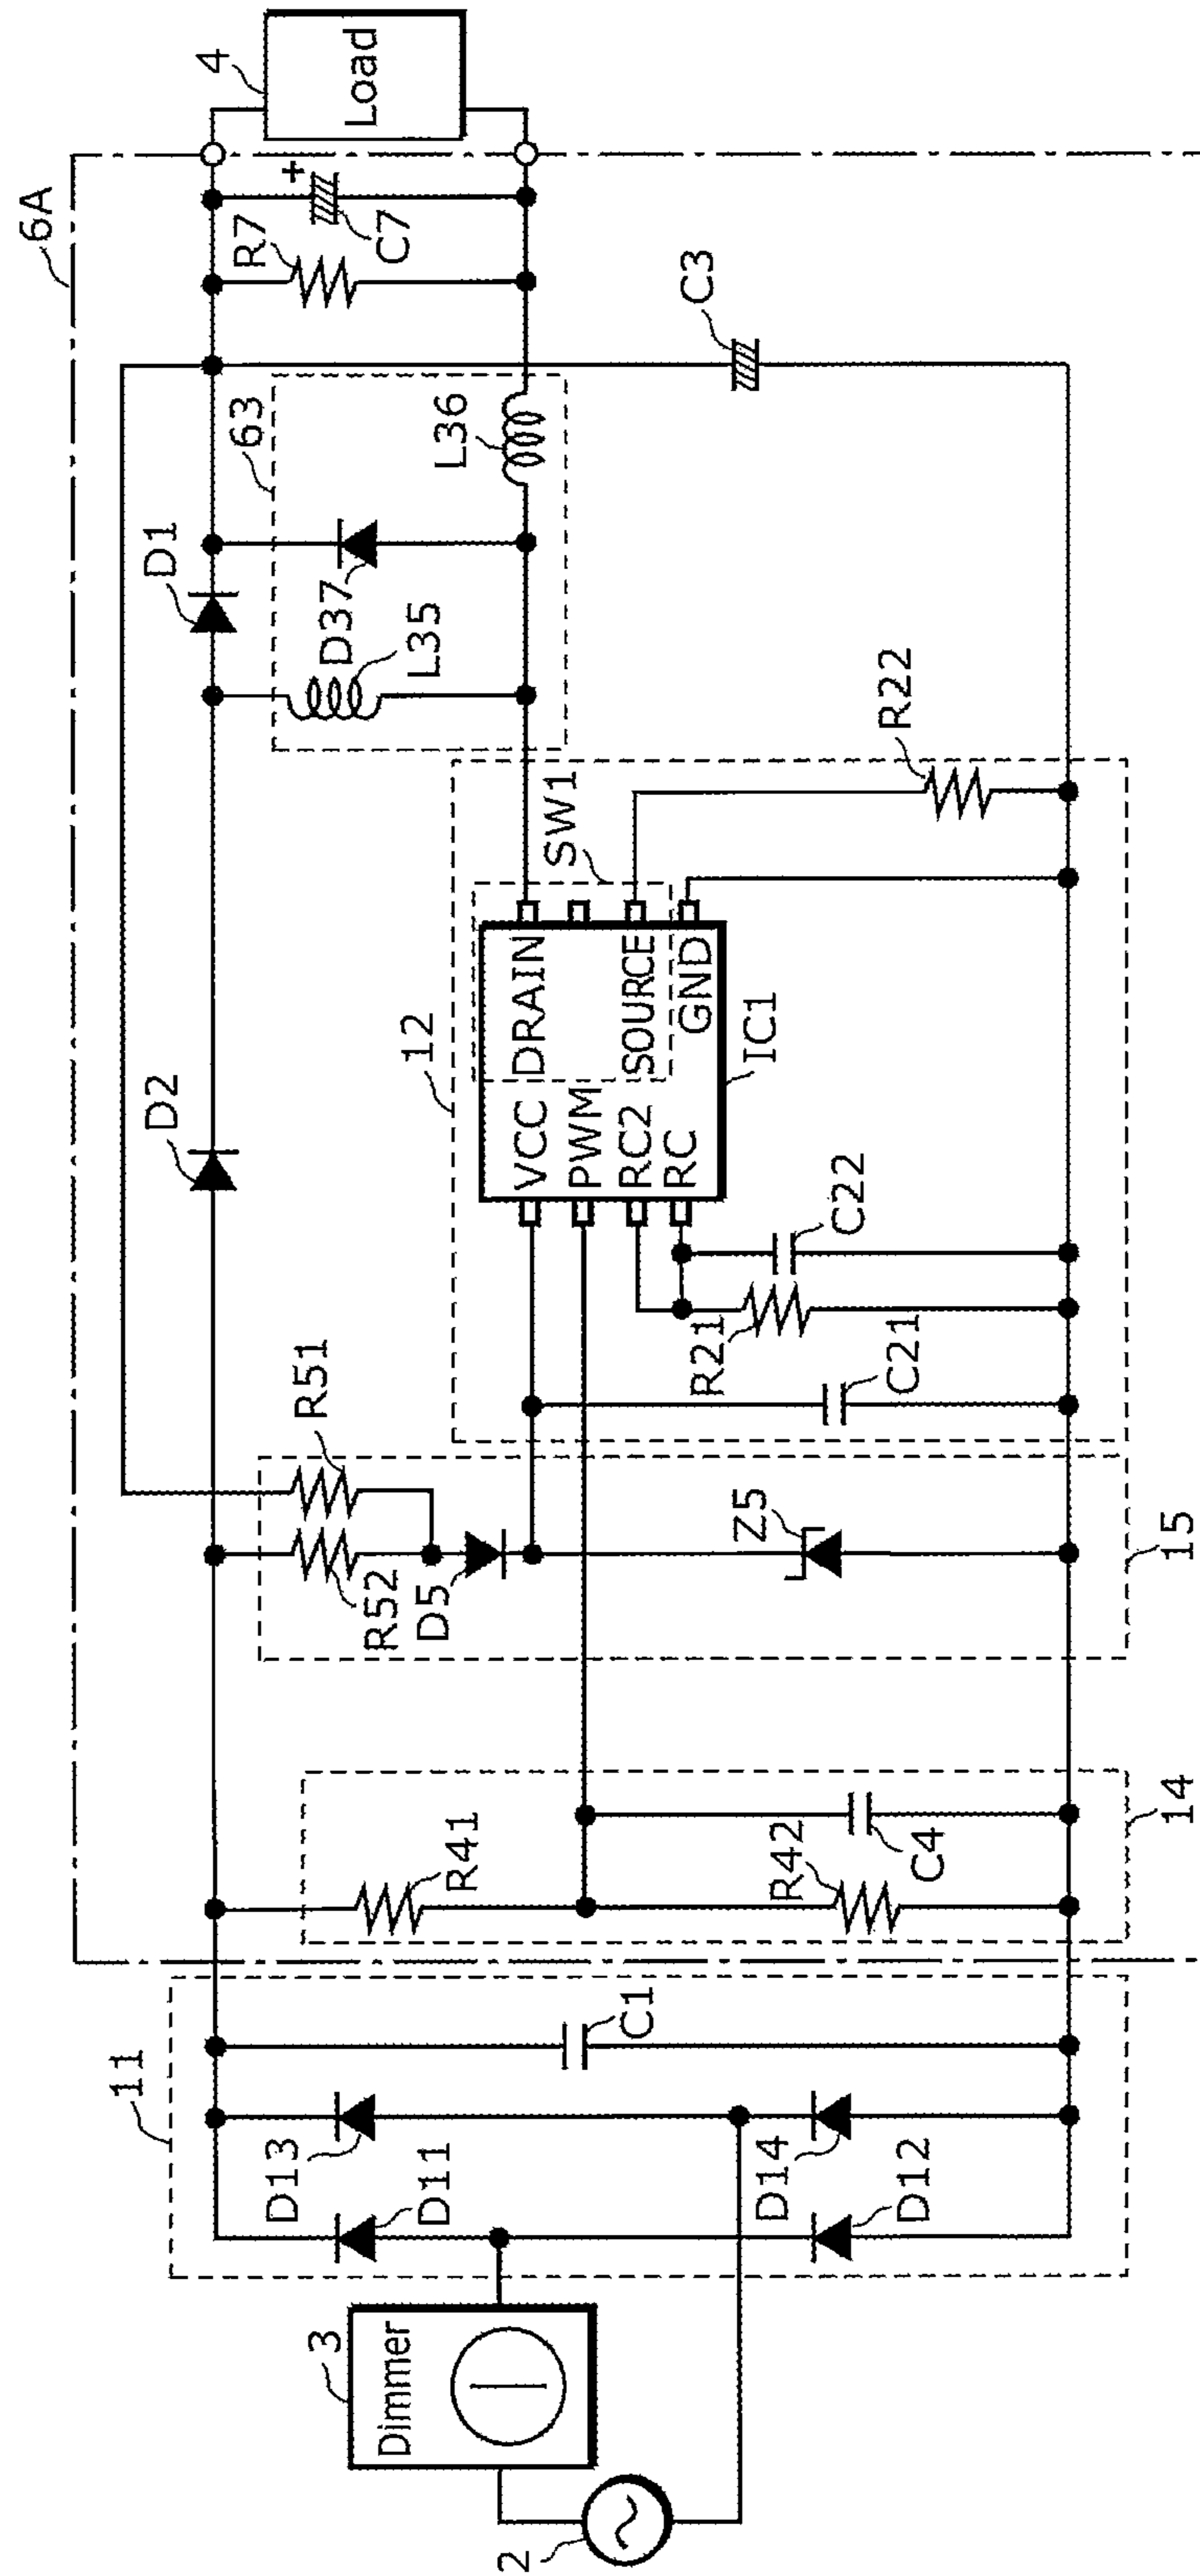 6A
4
Load
+
C7
R7
C3
63
L36
D1
D37
L35
R22
SW1
D2
12
VCC
DRAIN
PWM
RC2
SOURCE
RC
GND
IC1
C22
R21
C21
R51
R52
D5
Z5
15
R41
R42
C4
14
11
C1
D13
D11
D14
D12
3
Dimmer
2